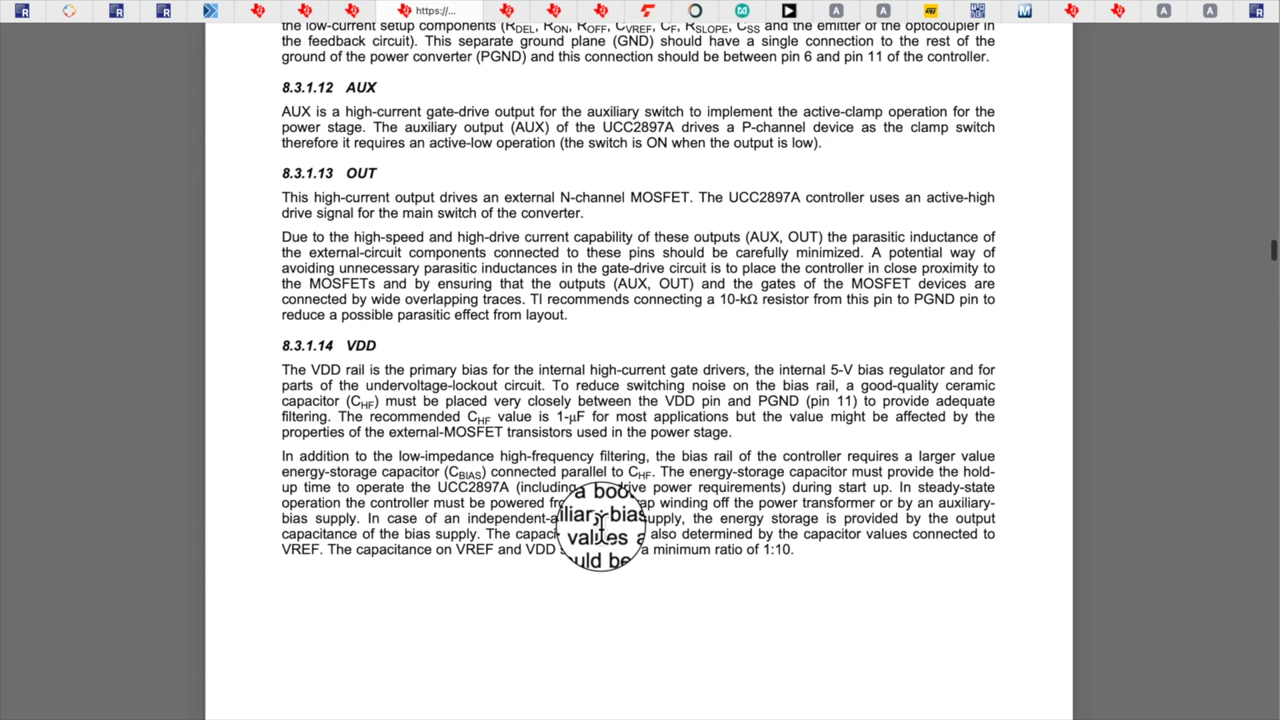 https://...
the low-current setup components (RDEL, RON, ROFF, CVREF, CF, RSLOPE, CSS and the emitter of the optocoupler in
the feedback circuit). This separate ground plane (GND) should have a single connection to the rest of the
ground of the power converter (PGND) and this connection should be between pin 6 and pin 11 of the controller.
8.3.1.12 AUX
AUX is a high-current gate-drive output for the auxiliary switch to implement the active-clamp operation for the
power stage. The auxiliary output (AUX) of the UCC2897A drives a P-channel device as the clamp switch
therefore it requires an active-low operation (the switch is ON when the output is low).
8.3.1.13 OUT
This high-current output drives an external N-channel MOSFET. The UCC2897A controller uses an active-high
drive signal for the main switch of the converter.
Due to the high-speed and high-drive current capability of these outputs (AUX, OUT) the parasitic inductance of
the external-circuit components connected to these pins should be carefully minimized. A potential way of
avoiding unnecessary parasitic inductances in the gate-drive circuit is to place the controller in close proximity to
the MOSFETs and by ensuring that the outputs (AUX, OUT) and the gates of the MOSFET devices are
connected by wide overlapping traces. TI recommends connecting a 10-kΩ resistor from this pin to PGND pin to
reduce a possible parasitic effect from layout.
8.3.1.14 VDD
The VDD rail is the primary bias for the internal high-current gate drivers, the internal 5-V bias regulator and for
parts of the undervoltage-lockout circuit. To reduce switching noise on the bias rail, a good-quality ceramic
capacitor (CHF) must be placed very closely between the VDD pin and PGND (pin 11) to provide adequate
filtering. The recommended CHF value is 1-μF for most applications but the value might be affected by the
properties of the external-MOSFET transistors used in the power stage.
In addition to the low-impedance high-frequency filtering, the bias rail of the controller requires a larger value
energy-storage capacitor (CBIAS) connected parallel to CHF. The energy-storage capacitor must provide the hold-
up time to operate the UCC2897A (including drive power requirements) during start up. In steady-state
operation the controller must be powered a boo winding off the power transformer or by an auxiliary-
bias supply. In case of an independent- iliary-bias supply, the energy storage is provided by the output
capacitance of the bias supply. The values also determined by the capacitor values connected to
VREF. The capacitance on VREF and VDD uld be a minimum ratio of 1:10.